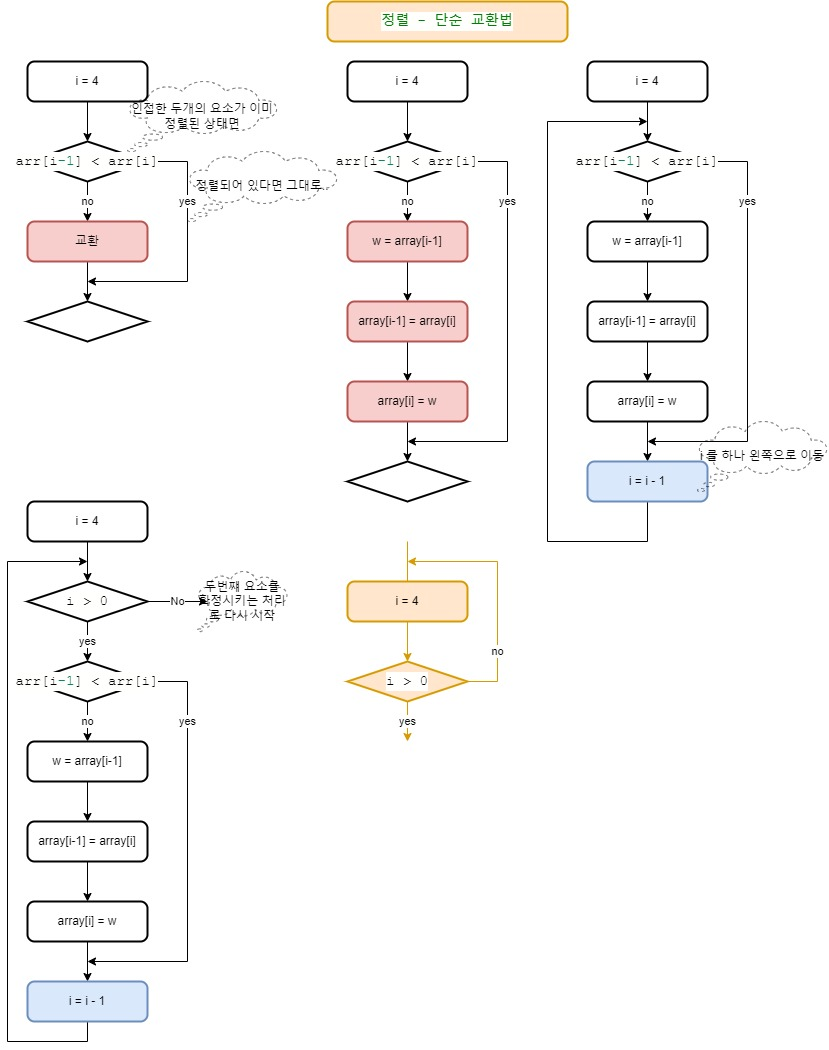 정렬 - 단순 교환법
i = 4
인접한 두개의 요소가 이미
정렬된 상태면
arr[i-1] < arr[i]
정렬되어 있다면 그대로..
no
yes
교환
i = 4
arr[i-1] < arr[i]
no
yes
w = array[i-1]
array[i-1] = array[i]
array[i] = w
i = 4
arr[i-1] < arr[i]
no
yes
w = array[i-1]
array[i-1] = array[i]
array[i] = w
i를 하나 왼쪽으로 이동
i = i - 1
i = 4
i > 0
No
두번째 요소를
확정시키는 처리
로 다시 시작
yes
arr[i-1] < arr[i]
no
yes
w = array[i-1]
array[i-1] = array[i]
array[i] = w
i = i - 1
i = 4
no
i > 0
yes